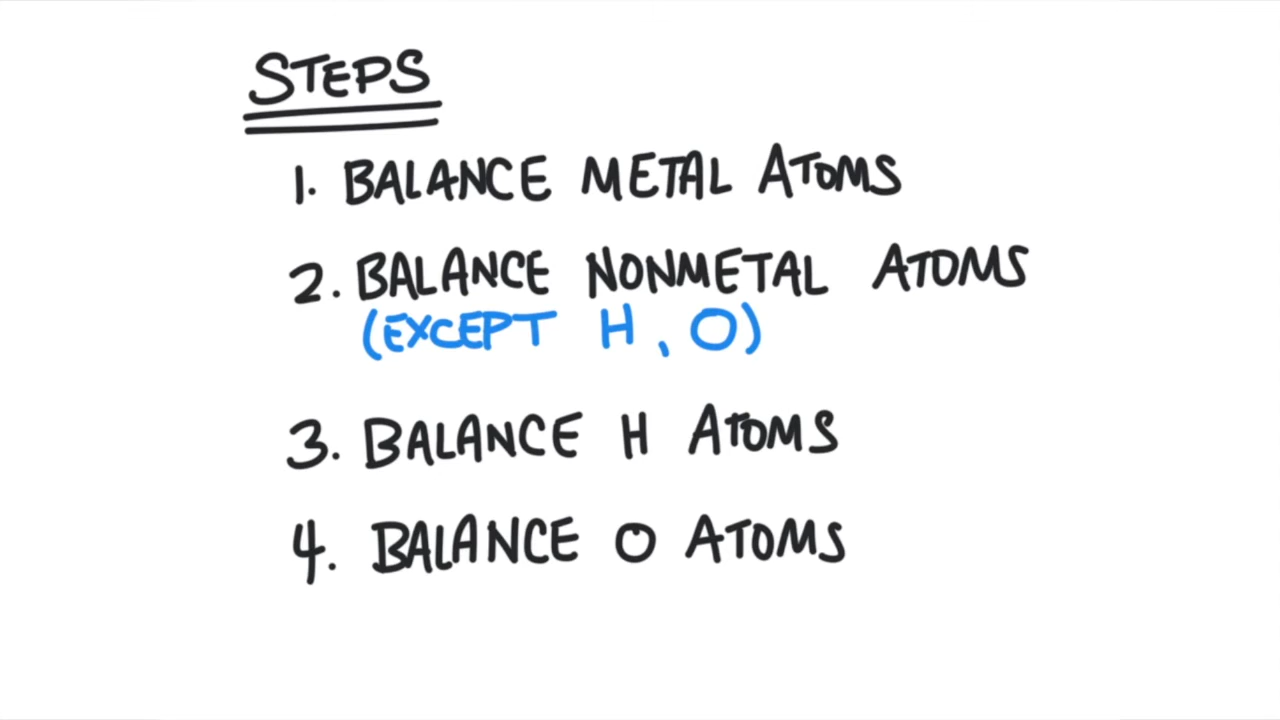 STEPS
1. BALANCE METAL ATOMS
2. BALANCE NONMETAL ATOMS
(EXCEPT H, O)
3. BALANCE H ATOMS
4. BALANCE O ATOMS